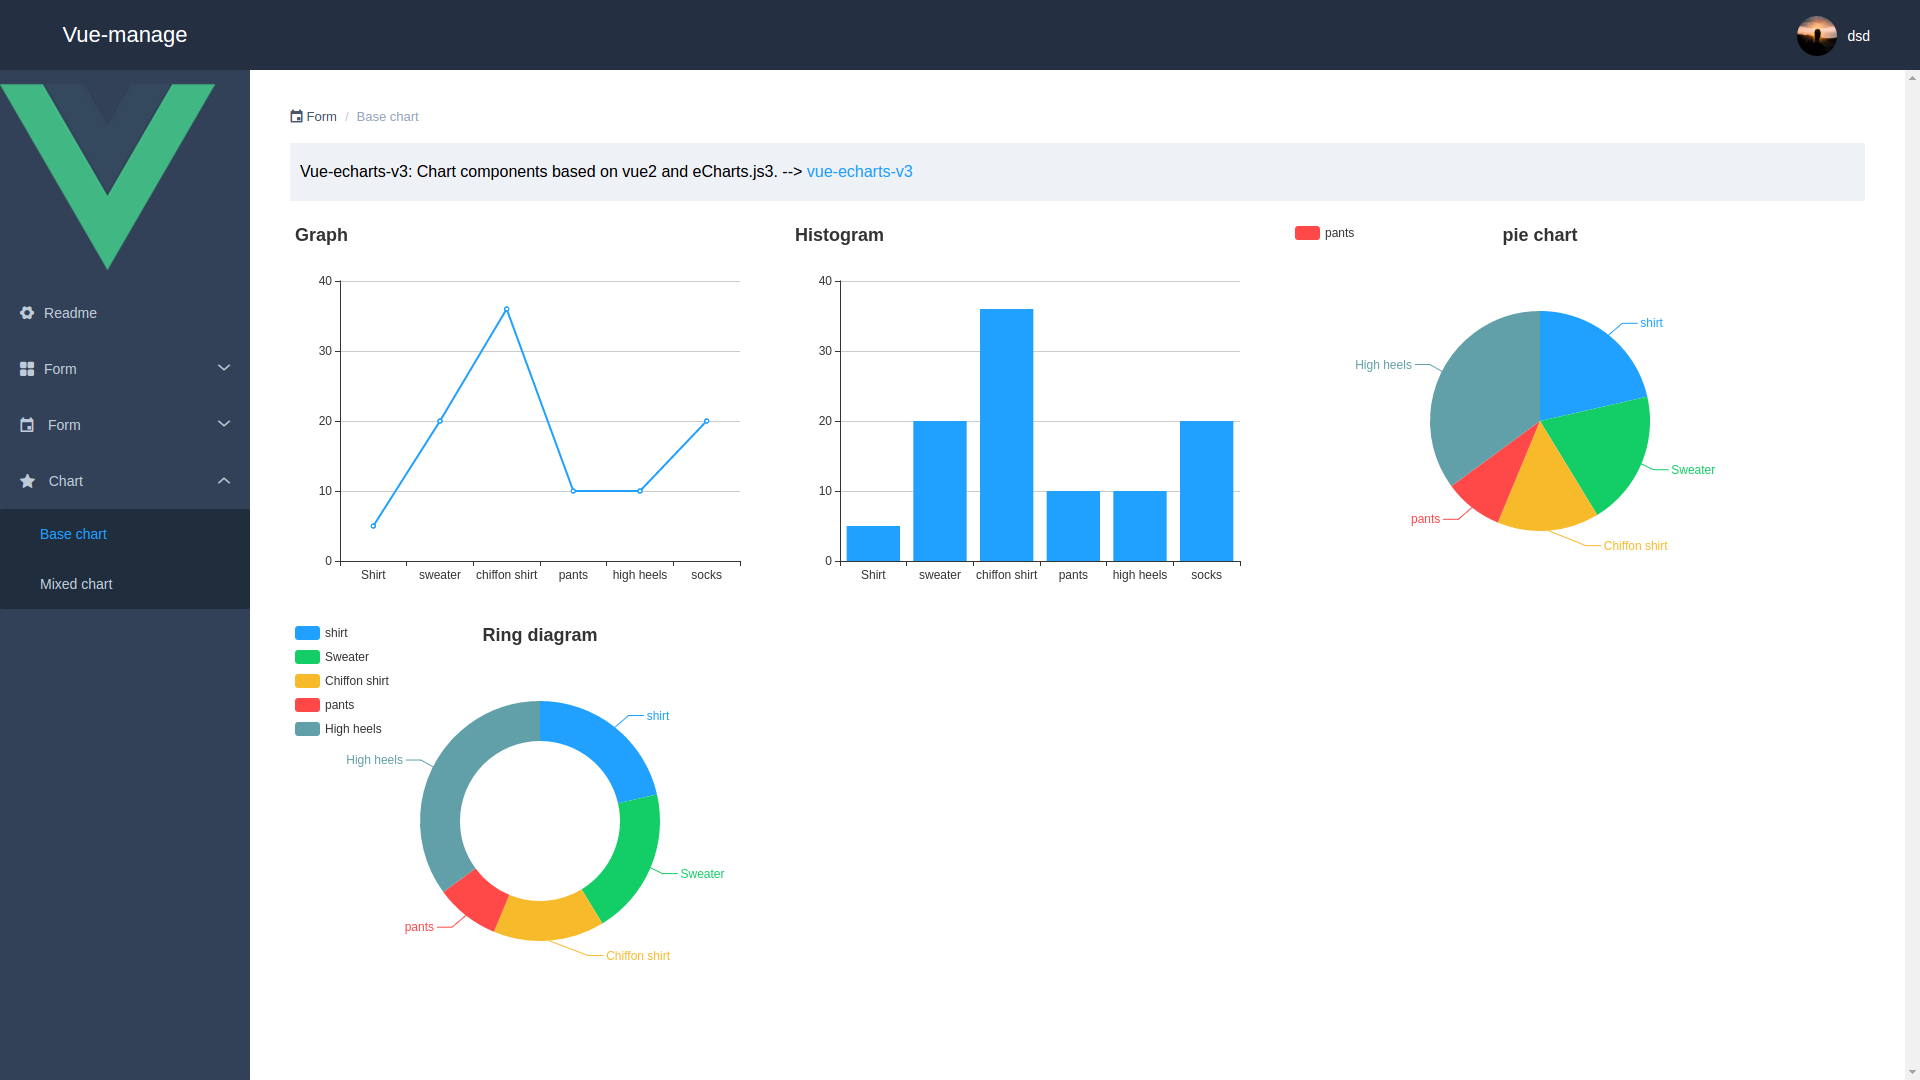 Vue-manage
dsd
Readme
Form
Form
Chart
Base chart
Mixed chart
Form / Base chart
Vue-echarts-v3: Chart components based on vue2 and eCharts.js3. --> vue-echarts-v3
Graph
40
30
20
10
0
Shirt sweater chiffon shirt pants high heels socks
Histogram
40
30
20
10
0
Shirt sweater chiffon shirt pants high heels socks
pants
pie chart
shirt
High heels
Sweater
pants
Chiffon shirt
Ring diagram
shirt
Sweater
Chiffon shirt
pants
High heels
shirt
High heels
Sweater
pants
Chiffon shirt